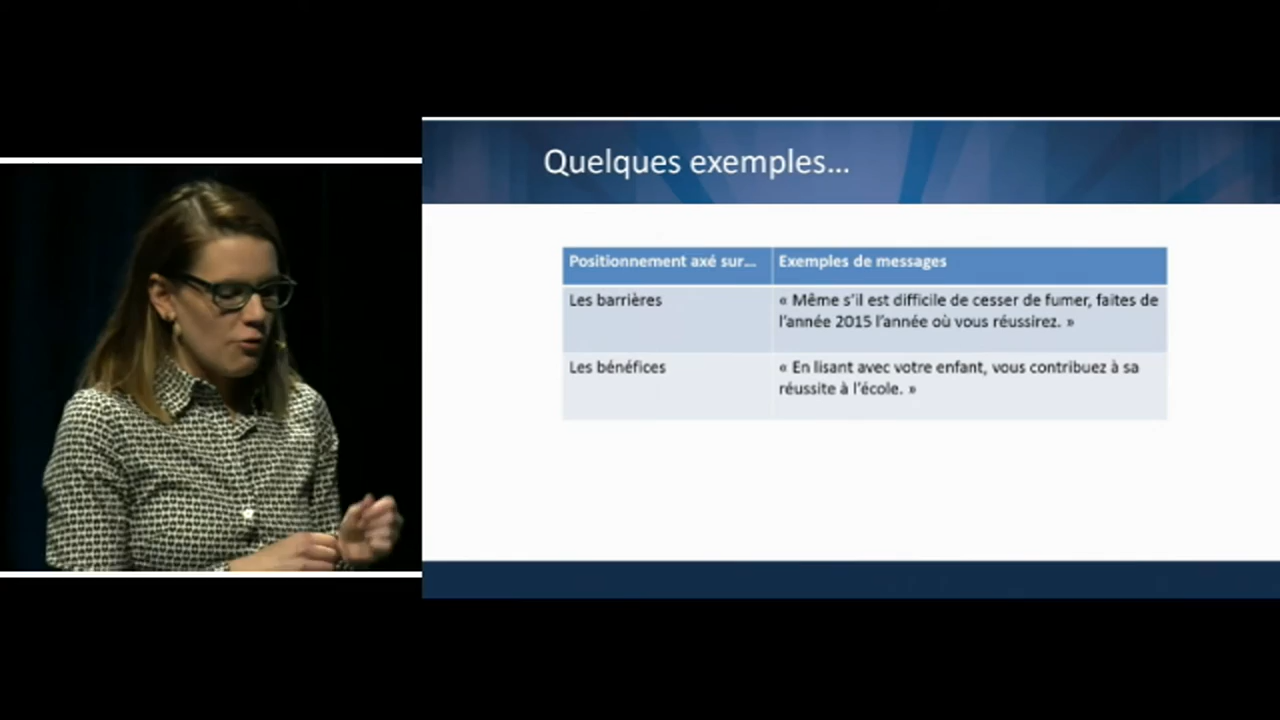 Quelques exemples...
Positionnement axé sur... Exemples de messages
Les barrières « Même s'il est difficile de cesser de fumer, faites de
l'année 2015 l'année où vous réussirez. »
Les bénéfices « En lisant avec votre enfant, vous contribuez à sa
réussite à l'école. »